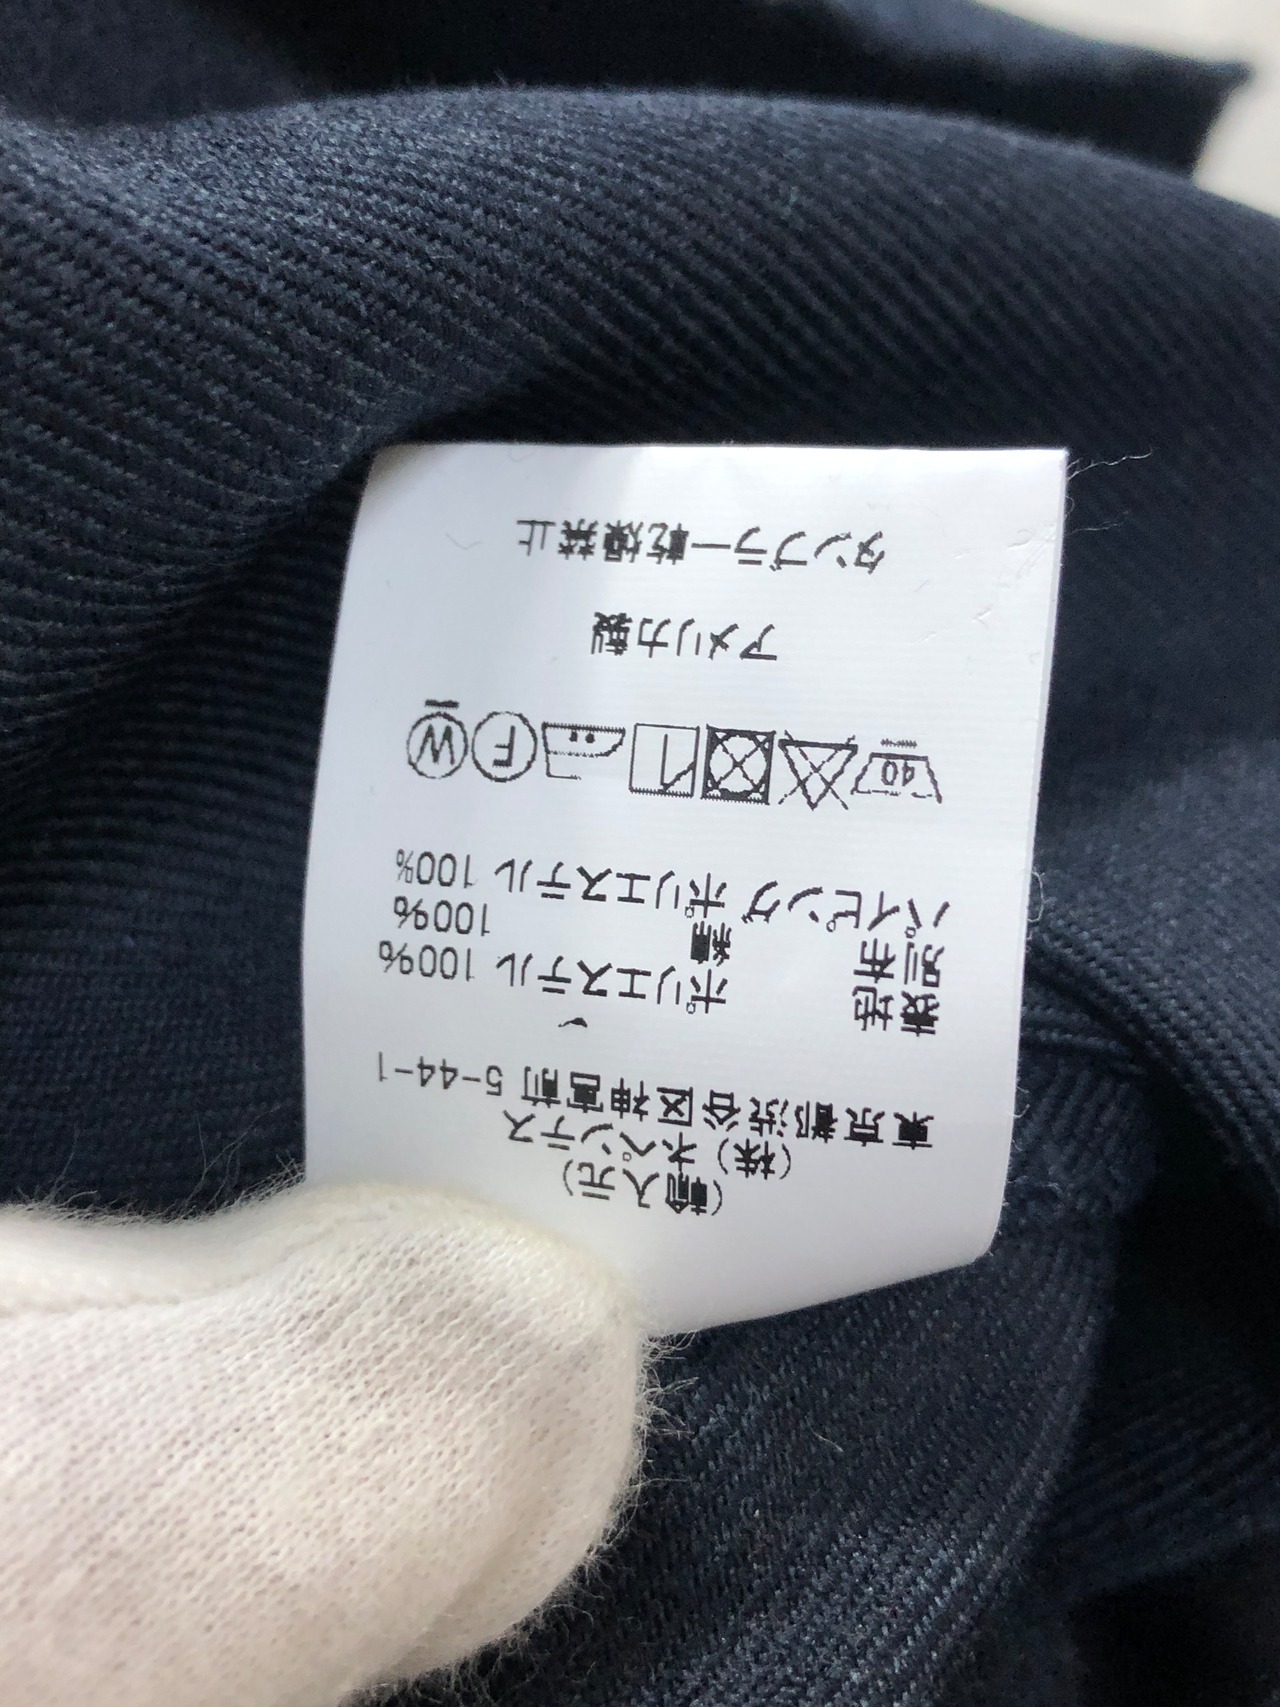 (輸入元)
(株)ネペンテス
東京都渋谷区神宮前 5-44-1
ポリエステル 100%
別布 綿 100%
パイピング ポリエステル 100%
40
F
W
アメリカ製
タンブラー乾燥禁止